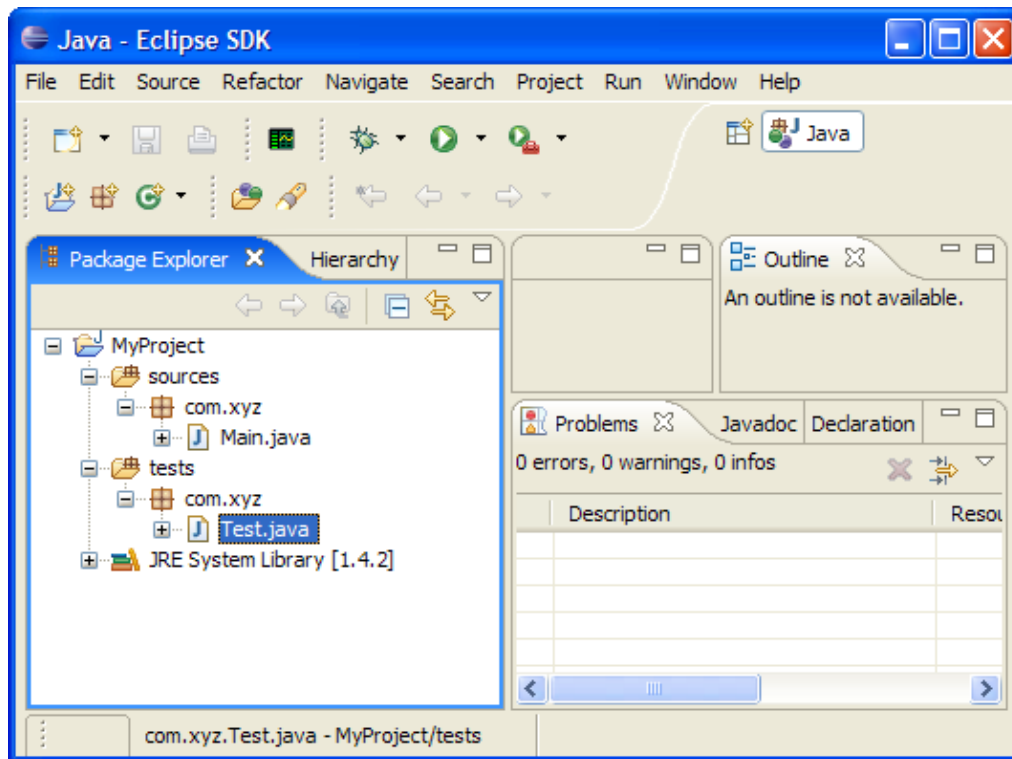 Java - Eclipse SDK
File Edit Source Refactor Navigate Search Project Run Window Help
Java
Package Explorer Hierarchy
Outline
An outline is not available.
MyProject
sources
com.xyz
Main.java
tests
com.xyz
Test.java
JRE System Library [1.4.2]
Problems Javadoc Declaration
0 errors, 0 warnings, 0 infos
Description Resou
com.xyz.Test.java - MyProject/tests